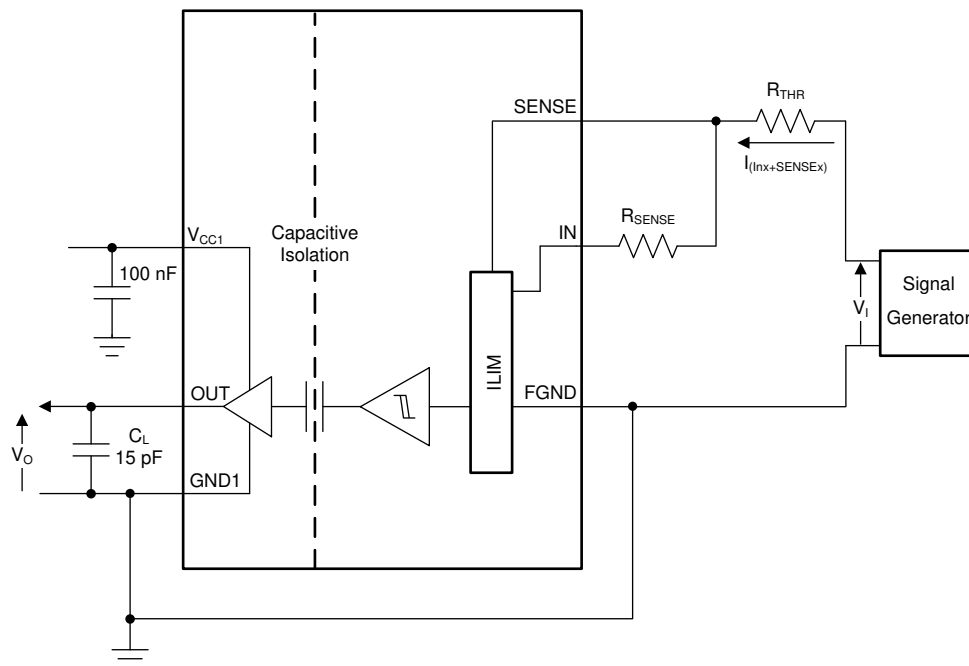 SENSE
R_THR
I_(Inx+SENSEx)
R_SENSE
IN
V_CC1
Capacitive
Isolation
100 nF
V_I
Signal
Generator
ILIM
OUT
FGND
C_L
15 pF
V_O
GND1